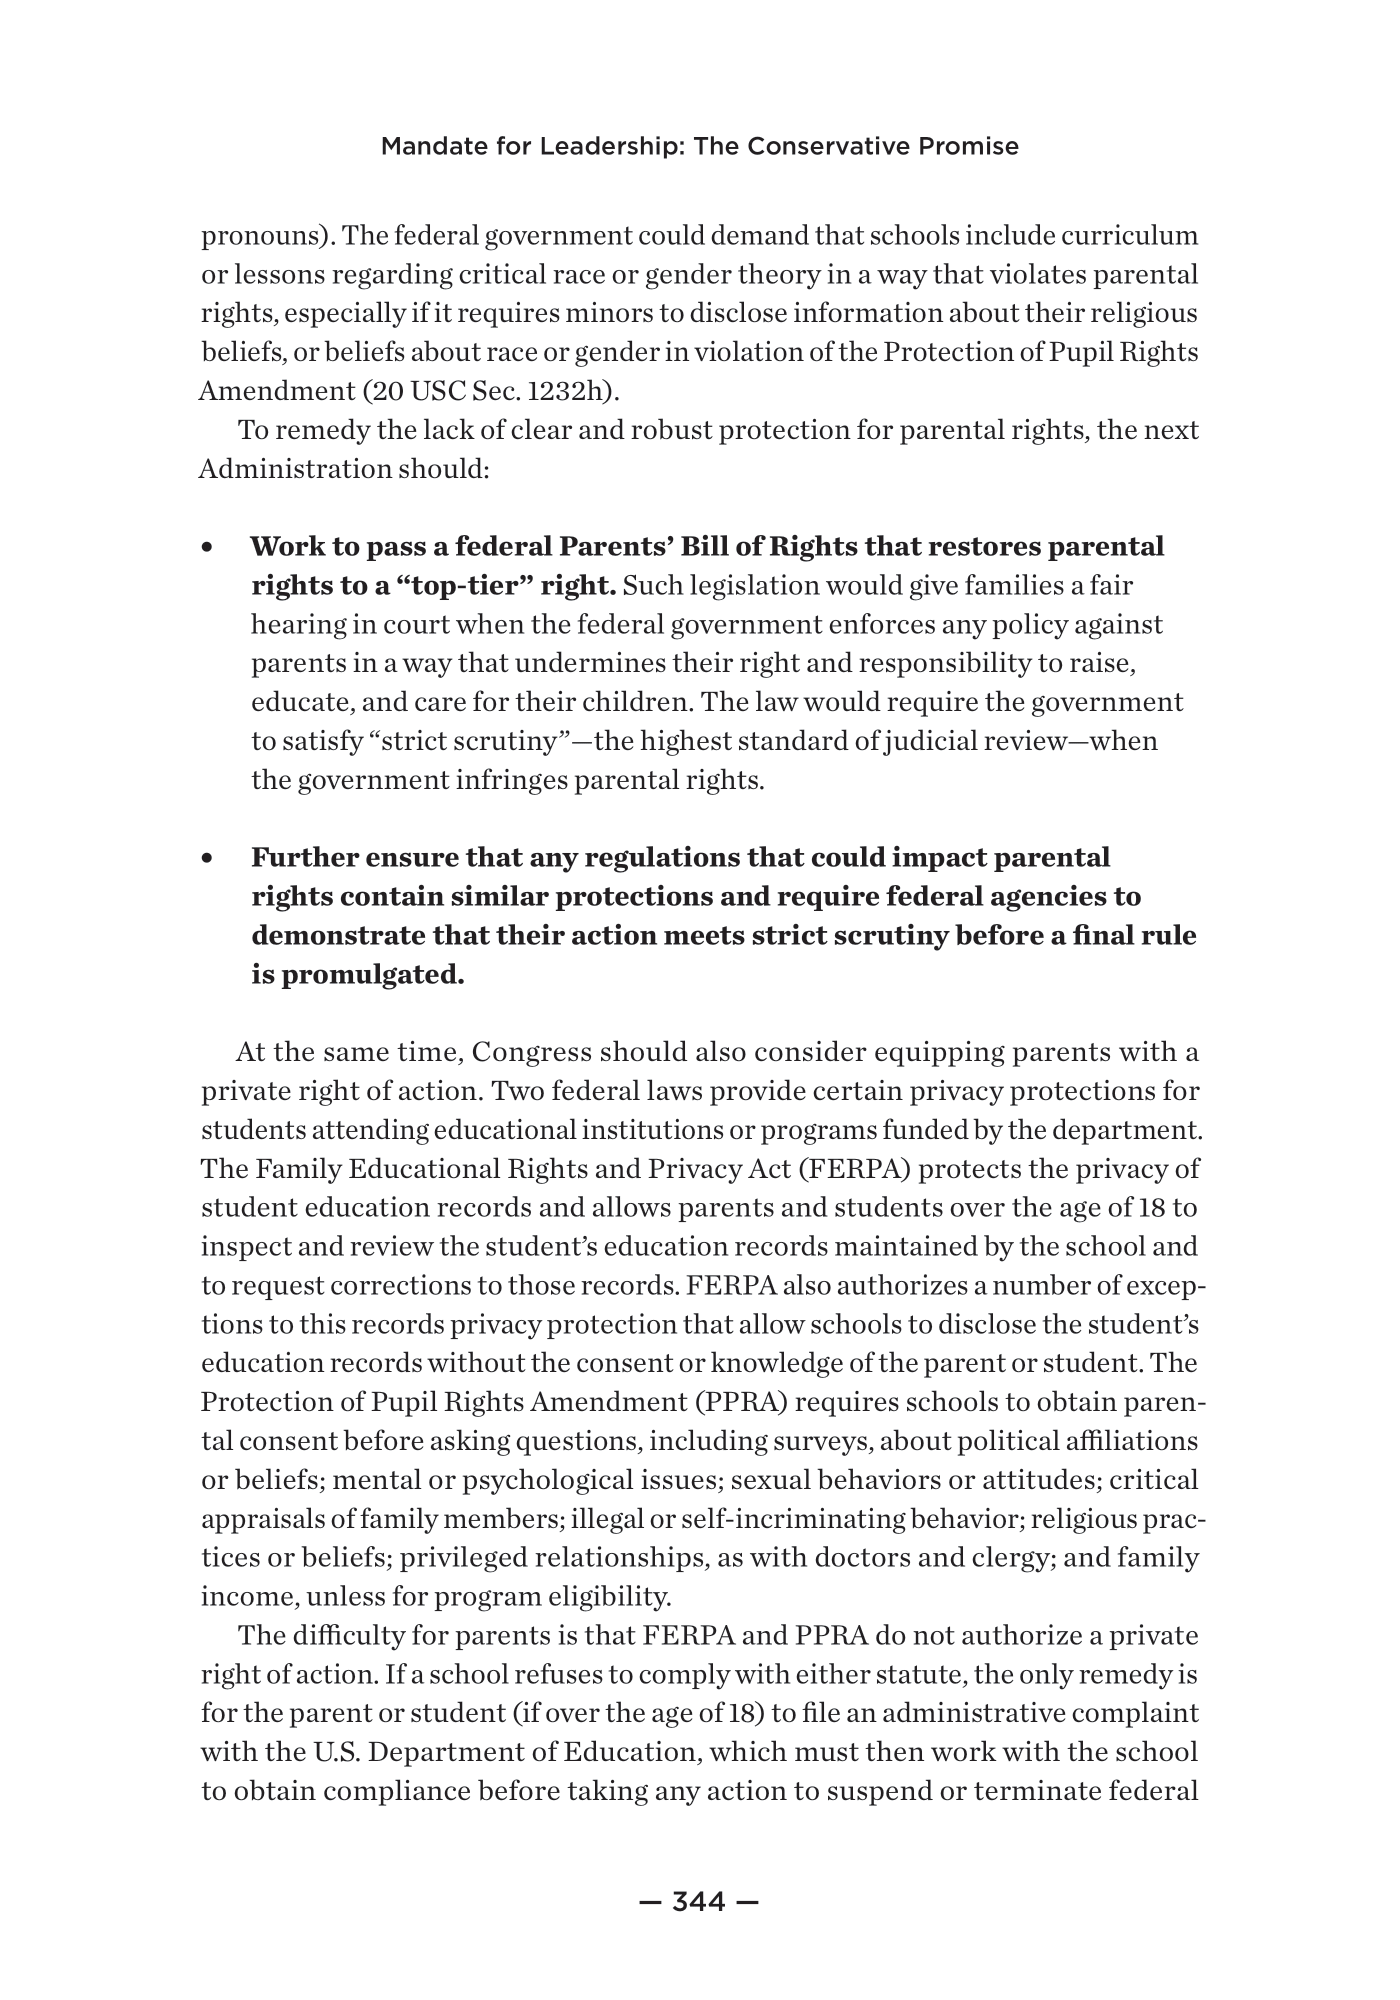 Mandate for Leadership: The Conservative Promise
pronouns). The federal government could demand that schools include curriculum
or lessons regarding critical race or gender theory in a way that violates parental
rights, especially if it requires minors to disclose information about their religious
beliefs, or beliefs about race or gender in violation of the Protection of Pupil Rights
Amendment (20 USC Sec. 1232h).
To remedy the lack of clear and robust protection for parental rights, the next
Administration should:
• Work to pass a federal Parents’ Bill of Rights that restores parental
rights to a “top-tier” right. Such legislation would give families a fair
hearing in court when the federal government enforces any policy against
parents in a way that undermines their right and responsibility to raise,
educate, and care for their children. The law would require the government
to satisfy “strict scrutiny”—the highest standard of judicial review—when
the government infringes parental rights.
• Further ensure that any regulations that could impact parental
rights contain similar protections and require federal agencies to
demonstrate that their action meets strict scrutiny before a final rule
is promulgated.
At the same time, Congress should also consider equipping parents with a
private right of action. Two federal laws provide certain privacy protections for
students attending educational institutions or programs funded by the department.
The Family Educational Rights and Privacy Act (FERPA) protects the privacy of
student education records and allows parents and students over the age of 18 to
inspect and review the student’s education records maintained by the school and
to request corrections to those records. FERPA also authorizes a number of excep-
tions to this records privacy protection that allow schools to disclose the student’s
education records without the consent or knowledge of the parent or student. The
Protection of Pupil Rights Amendment (PPRA) requires schools to obtain paren-
tal consent before asking questions, including surveys, about political affiliations
or beliefs; mental or psychological issues; sexual behaviors or attitudes; critical
appraisals of family members; illegal or self-incriminating behavior; religious prac-
tices or beliefs; privileged relationships, as with doctors and clergy; and family
income, unless for program eligibility.
The difficulty for parents is that FERPA and PPRA do not authorize a private
right of action. If a school refuses to comply with either statute, the only remedy is
for the parent or student (if over the age of 18) to file an administrative complaint
with the U.S. Department of Education, which must then work with the school
to obtain compliance before taking any action to suspend or terminate federal
— 344 —